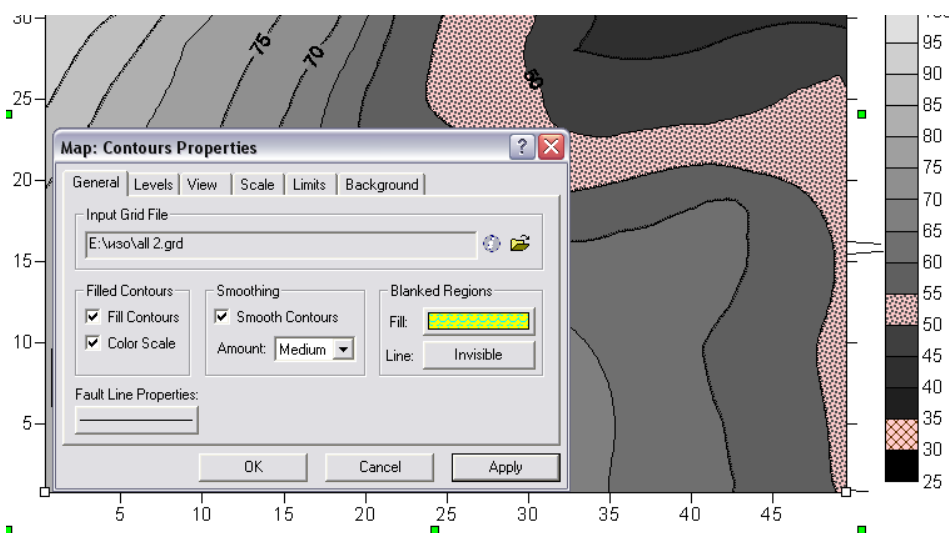 30
75
70
50
25
Map: Contours Properties
General Levels View Scale Limits Background
20
Input Grid File
E:\изо\all 2.grd
15
Filled Contours
Smoothing
Blanked Regions
Fill Contours
Smooth Contours
Fill:
10
Color Scale
Amount: Medium
Line: Invisible
Fault Line Properties:
5
OK Cancel Apply
5 10 15 20 25 30 35 40 45
95
90
85
80
75
70
65
60
55
50
45
40
35
30
25